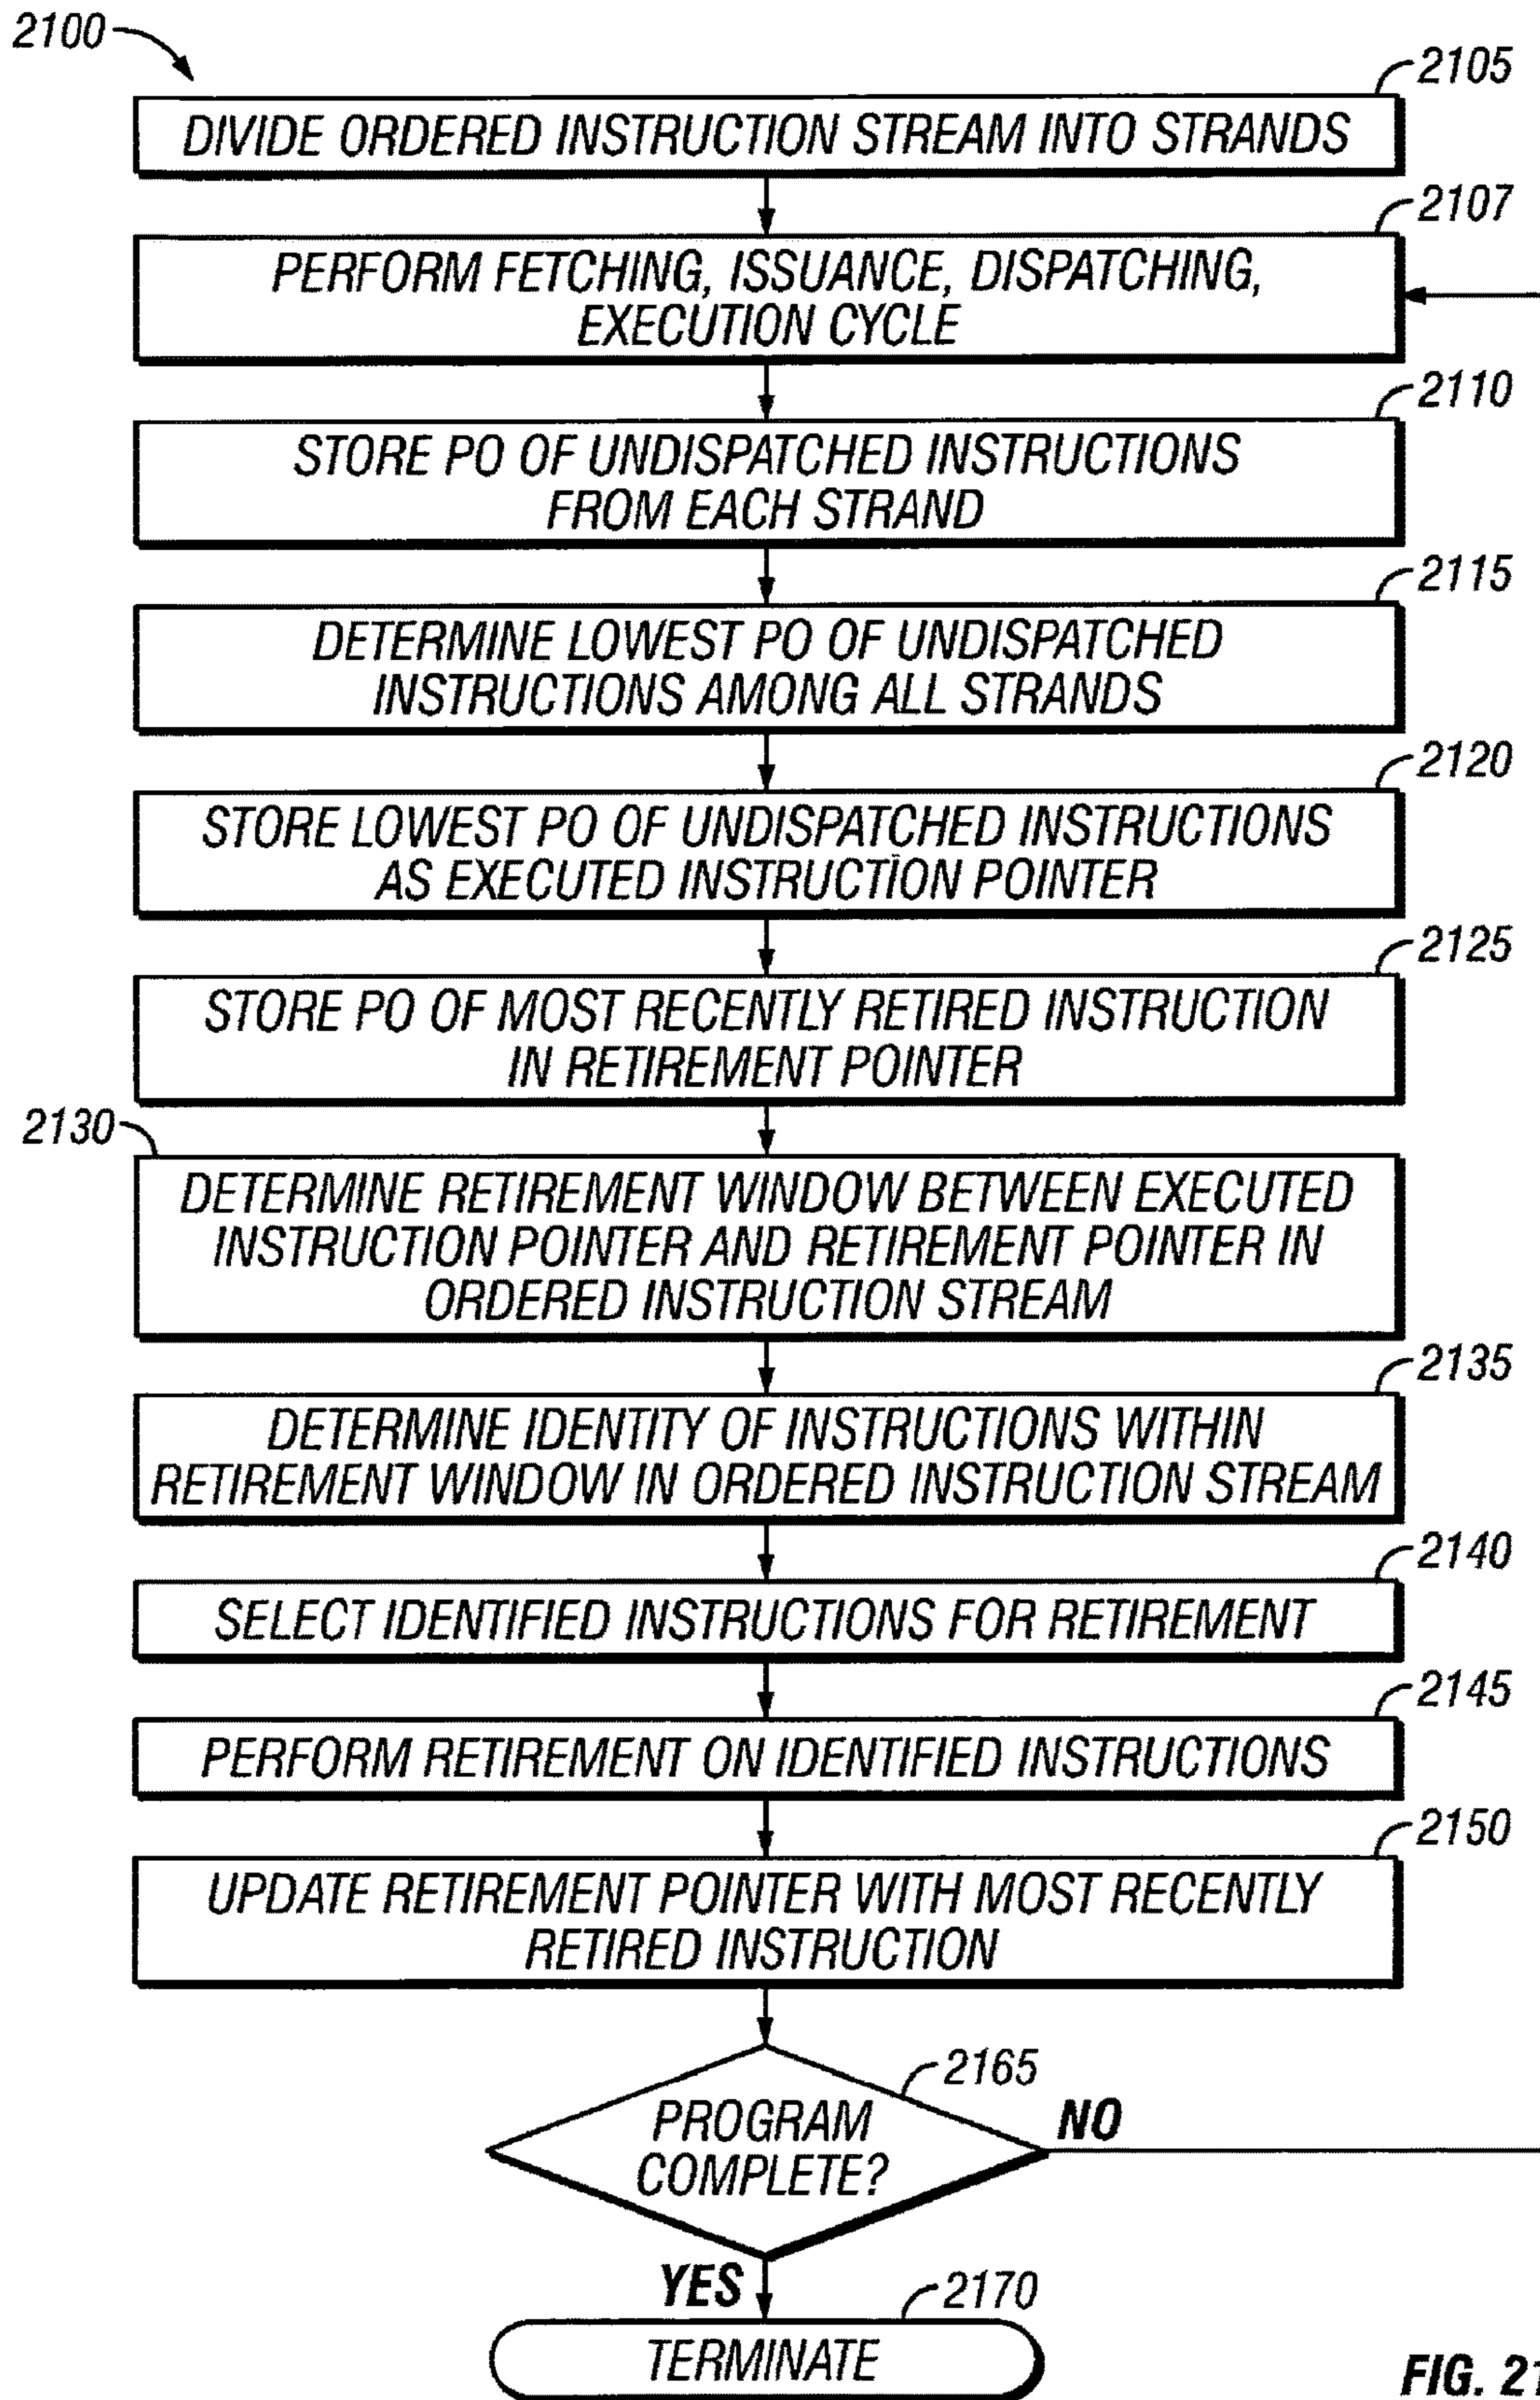 2100
2105
DIVIDE ORDERED INSTRUCTION STREAM INTO STRANDS
2107
PERFORM FETCHING, ISSUANCE, DISPATCHING,
EXECUTION CYCLE
2110
STORE PO OF UNDISPATCHED INSTRUCTIONS
FROM EACH STRAND
2115
DETERMINE LOWEST PO OF UNDISPATCHED
INSTRUCTIONS AMONG ALL STRANDS
2120
STORE LOWEST PO OF UNDISPATCHED INSTRUCTIONS
AS EXECUTED INSTRUCTION POINTER
2125
STORE PO OF MOST RECENTLY RETIRED INSTRUCTION
IN RETIREMENT POINTER
2130
DETERMINE RETIREMENT WINDOW BETWEEN EXECUTED
INSTRUCTION POINTER AND RETIREMENT POINTER IN
ORDERED INSTRUCTION STREAM
2135
DETERMINE IDENTITY OF INSTRUCTIONS WITHIN
RETIREMENT WINDOW IN ORDERED INSTRUCTION STREAM
2140
SELECT IDENTIFIED INSTRUCTIONS FOR RETIREMENT
2145
PERFORM RETIREMENT ON IDENTIFIED INSTRUCTIONS
2150
UPDATE RETIREMENT POINTER WITH MOST RECENTLY
RETIRED INSTRUCTION
2165
PROGRAM
COMPLETE?
NO
YES
2170
TERMINATE
FIG. 21